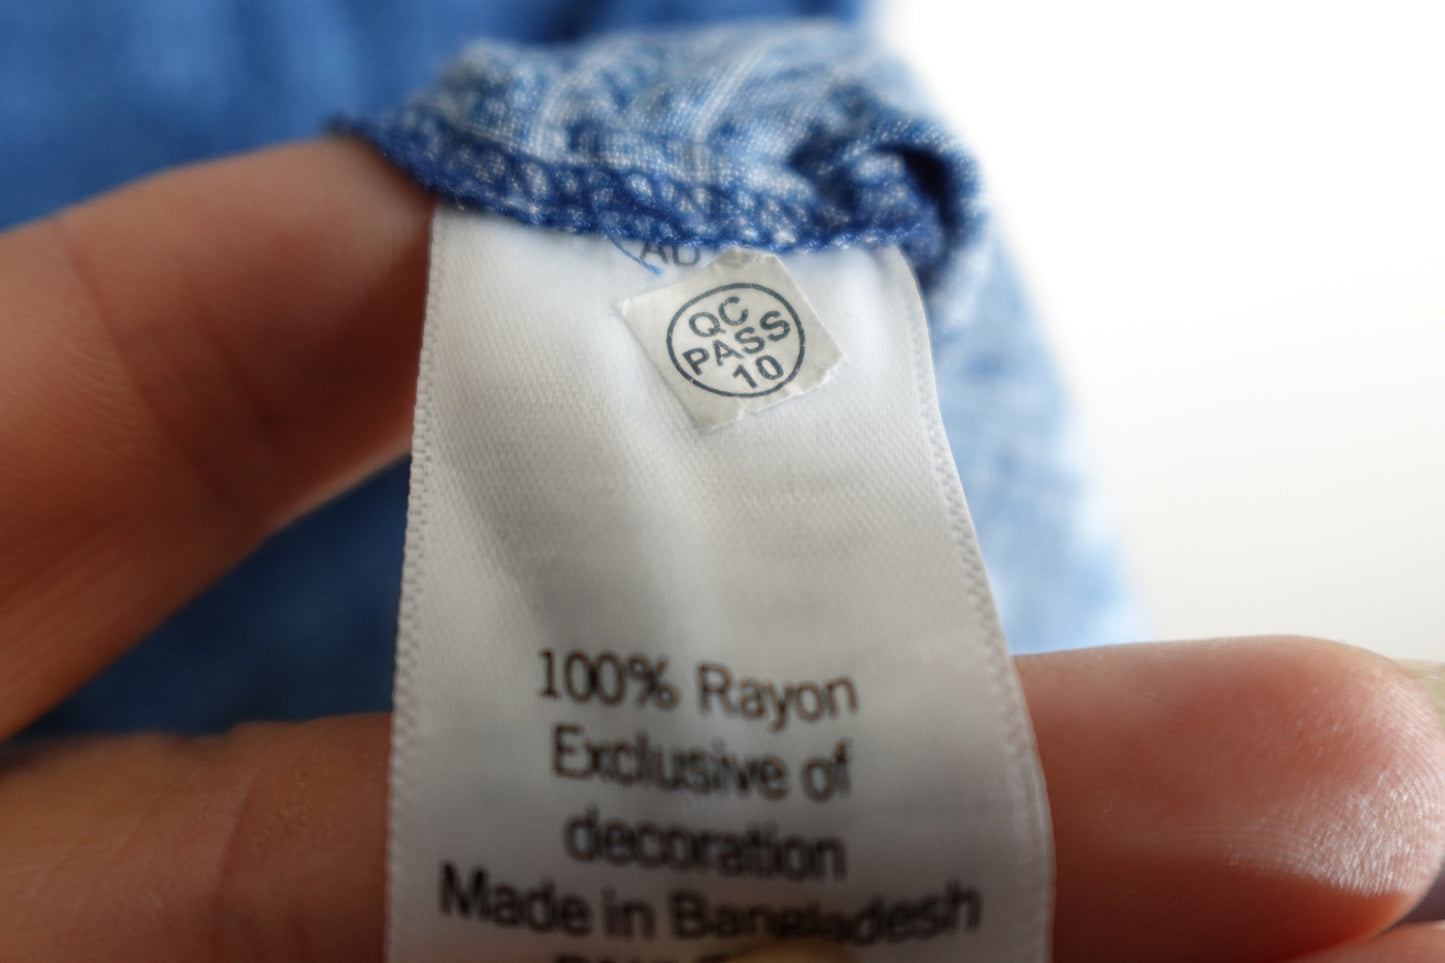 QC
PASS
10
100% Rayon
Exclusive of
decoration
Made in Bangladesh